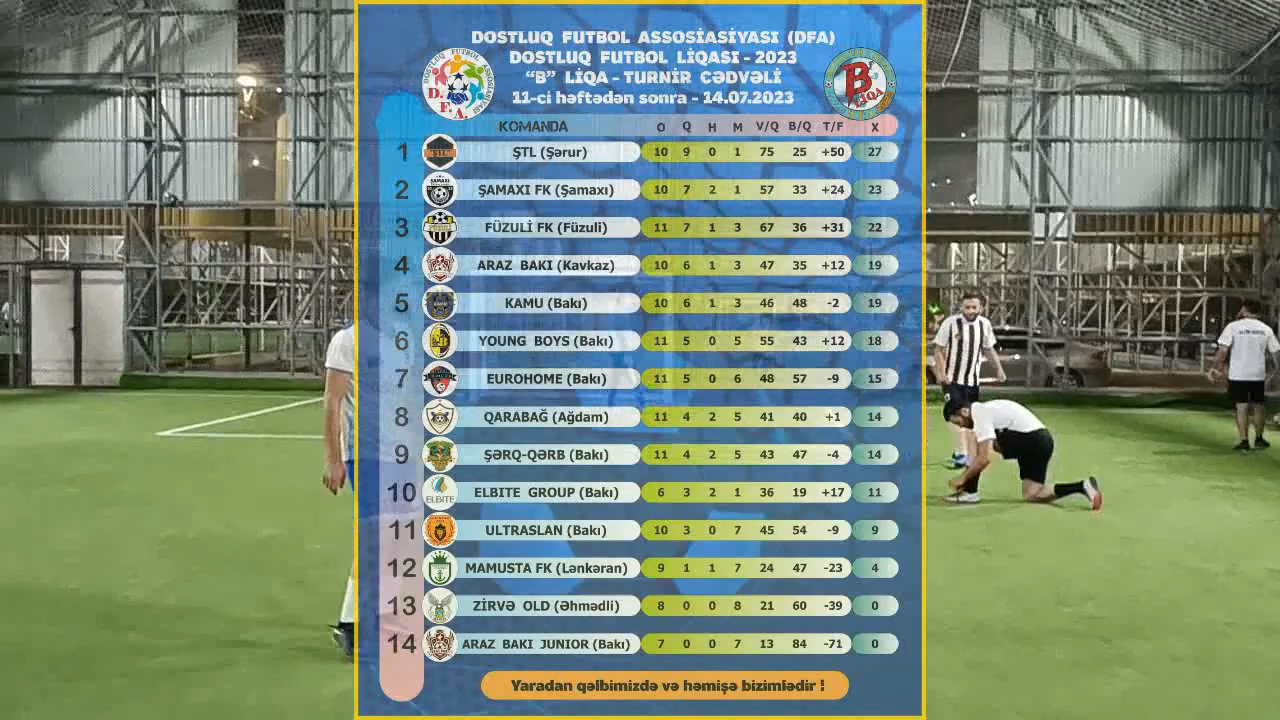 DOSTLUQ FUTBOL ASSOSİASİYASI (DFA)
DOSTLUQ FUTBOL LİQASI - 2023
“B” LİQA - TURNİR CƏDVƏLİ
11-ci həftədən sonra - 14.07.2023
DOSTLUQ FUTBOL ASSOSİASİYASI
D.F.A.
B LİQA
KOMANDA O Q H M V/Q B/Q T/F X
1 ŞTL (Şərur) 10 9 0 1 75 25 +50 27
2 ŞAMAXI FK (Şamaxı) 10 7 2 1 57 33 +24 23
3 FÜZULİ FK (Füzuli) 11 7 1 3 67 36 +31 22
4 ARAZ BAKI (Kavkaz) 10 6 1 3 47 35 +12 19
5 KAMU (Bakı) 10 6 1 3 46 48 -2 19
6 YOUNG BOYS (Bakı) 11 5 0 5 55 43 +12 18
7 EUROHOME (Bakı) 11 5 0 6 48 57 -9 15
8 QARABAĞ (Ağdam) 11 4 2 5 41 40 +1 14
9 ŞƏRQ-QƏRB (Bakı) 11 4 2 5 43 47 -4 14
10 ELBITE ELBITE GROUP (Bakı) 6 3 2 1 36 19 +17 11
11 ULTRASLAN (Bakı) 10 3 0 7 45 54 -9 9
12 MAMUSTA FK (Lənkəran) 9 1 1 7 24 47 -23 4
13 ZİRVƏ OLD (Əhmədli) 8 0 0 8 21 60 -39 0
14 ARAZ BAKI JUNIOR (Bakı) 7 0 0 7 13 84 -71 0
Yaradan qəlbimizdə və həmişə bizimlədir !